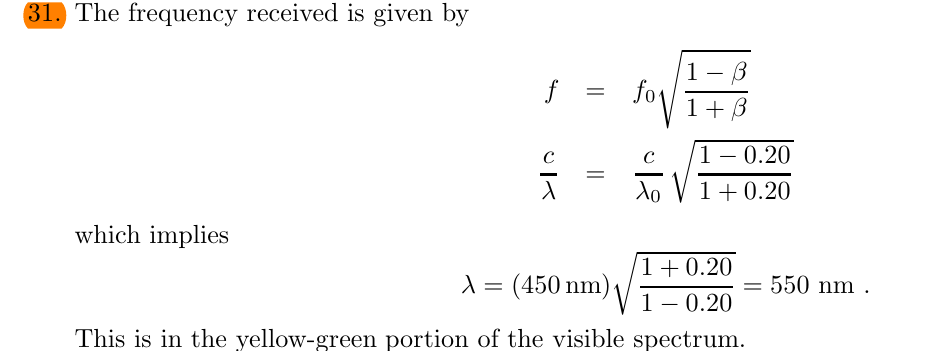 31. The frequency received is given by
f = f₀√((1 − β)/(1 + β))
c/λ = c/λ₀ √((1 − 0.20)/(1 + 0.20))
which implies
λ = (450 nm)√((1 + 0.20)/(1 − 0.20)) = 550 nm .
This is in the yellow-green portion of the visible spectrum.